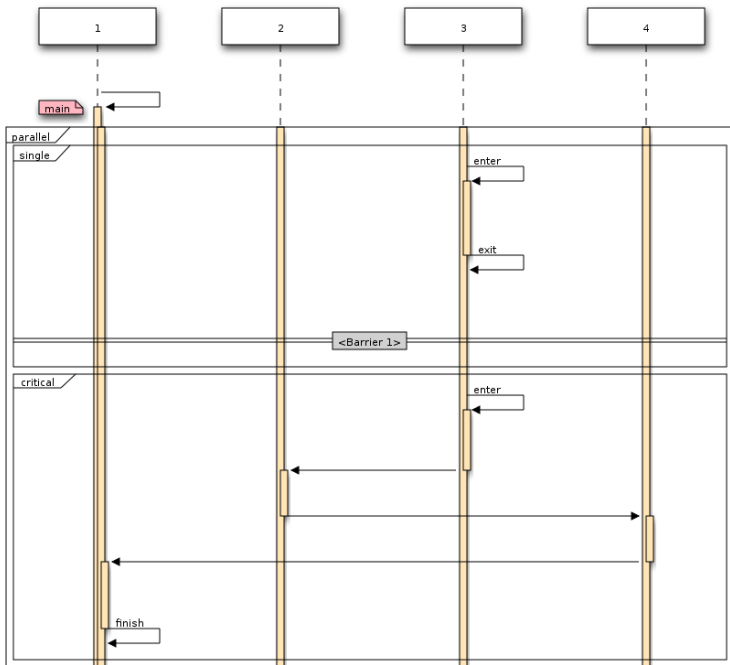 1
2
3
4
main
parallel
single
enter
exit
<Barrier 1>
critical
enter
finish